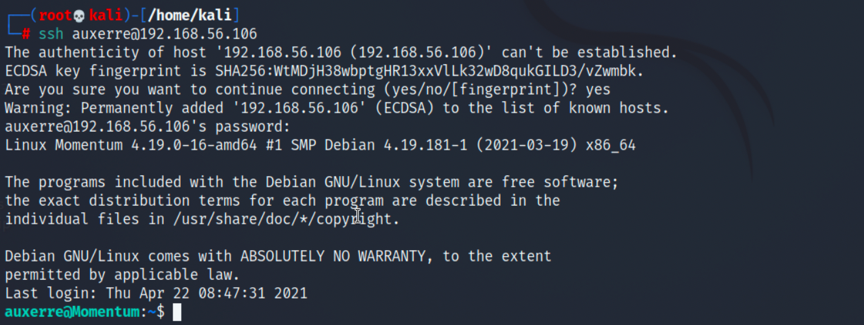 ┌──(root💀kali)-[/home/kali]
└─# ssh auxerre@192.168.56.106
The authenticity of host '192.168.56.106 (192.168.56.106)' can't be established.
ECDSA key fingerprint is SHA256:WtMDjH38wbptgHR13xxVlLk32wD8qukGILD3/vZwmbk.
Are you sure you want to continue connecting (yes/no/[fingerprint])? yes
Warning: Permanently added '192.168.56.106' (ECDSA) to the list of known hosts.
auxerre@192.168.56.106's password:
Linux Momentum 4.19.0-16-amd64 #1 SMP Debian 4.19.181-1 (2021-03-19) x86_64
The programs included with the Debian GNU/Linux system are free software;
the exact distribution terms for each program are described in the
individual files in /usr/share/doc/*/copyright.
Debian GNU/Linux comes with ABSOLUTELY NO WARRANTY, to the extent
permitted by applicable law.
Last login: Thu Apr 22 08:47:31 2021
auxerre@Momentum:~$